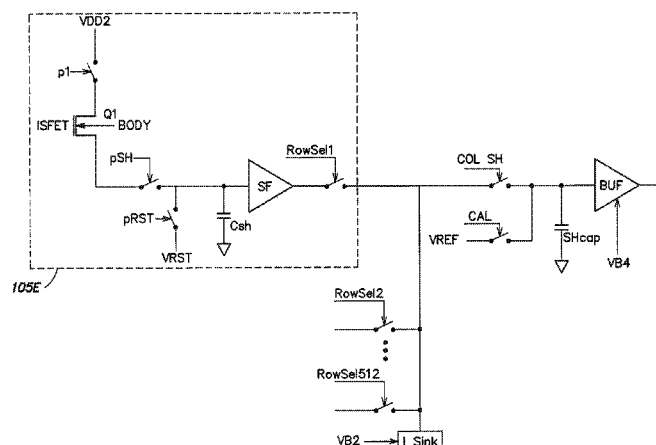 VDD2
p1
Q1
ISFET
BODY
pSH
RowSel1
SF
pRST
Csh
VRST
105E
COL SH
BUF
CAL
VREF
SHcap
VB4
RowSel2
RowSel512
VB2
I Sink